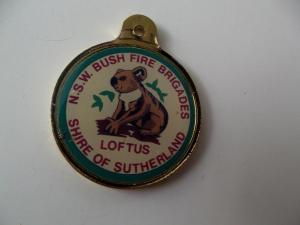 N.S.W. BUSH FIRE BRIGADES
LOFTUS
SHIRE OF SUTHERLAND